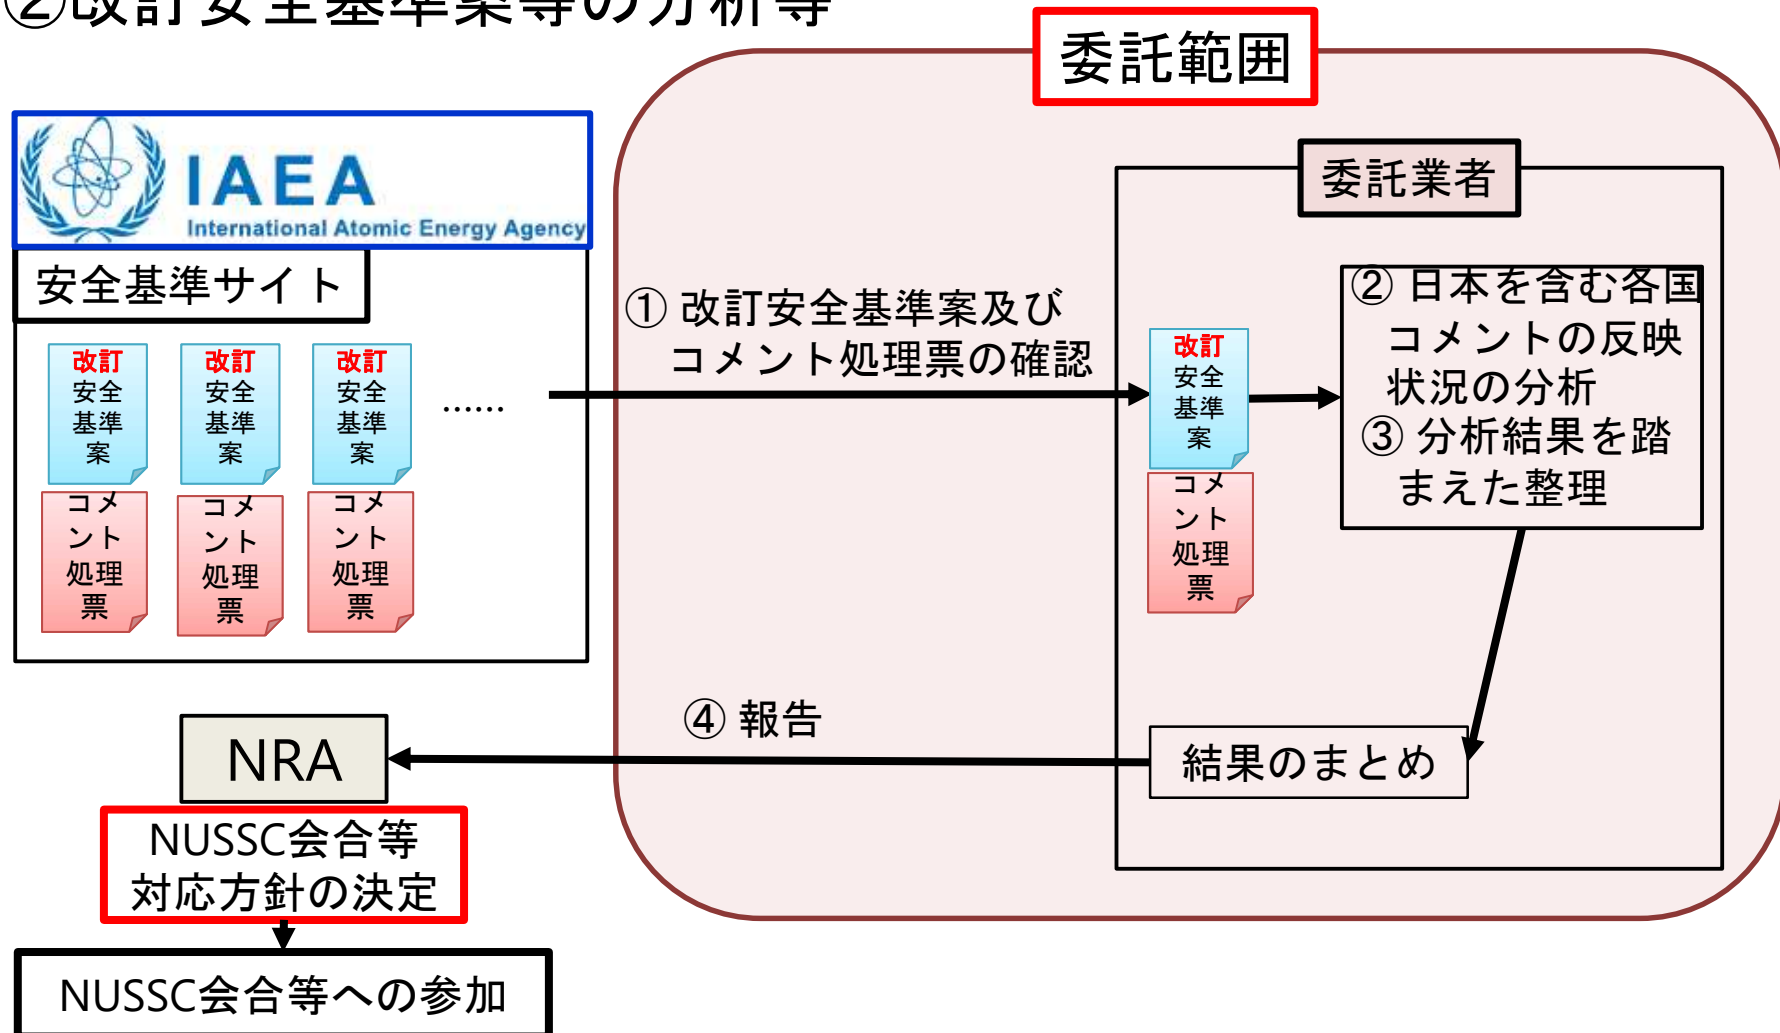 ②改訂安全基準案等の分析等
委託範囲
IAEA
International Atomic Energy Agency
安全基準サイト
改訂
安全
基準
案
改訂
安全
基準
案
改訂
安全
基準
案
……
コメ
ント
処理
票
コメ
ント
処理
票
コメ
ント
処理
票
① 改訂安全基準案及び
コメント処理票の確認
委託業者
改訂
安全
基準
案
コメ
ント
処理
票
② 日本を含む各国
コメントの反映
状況の分析
③ 分析結果を踏
まえた整理
④ 報告
結果のまとめ
NRA
NUSSC会合等
対応方針の決定
NUSSC会合等への参加